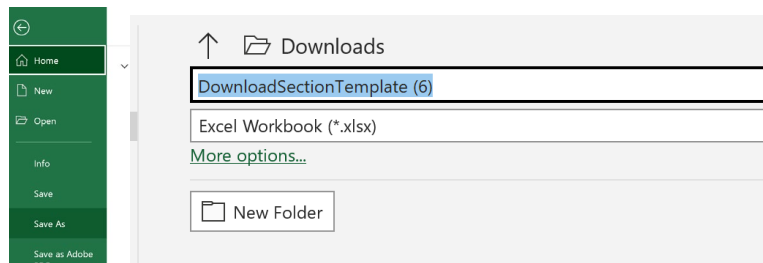 Home
New
Open
Info
Save
Save As
Save as Adobe
Downloads
DownloadSectionTemplate (6)
Excel Workbook (*.xlsx)
More options...
New Folder